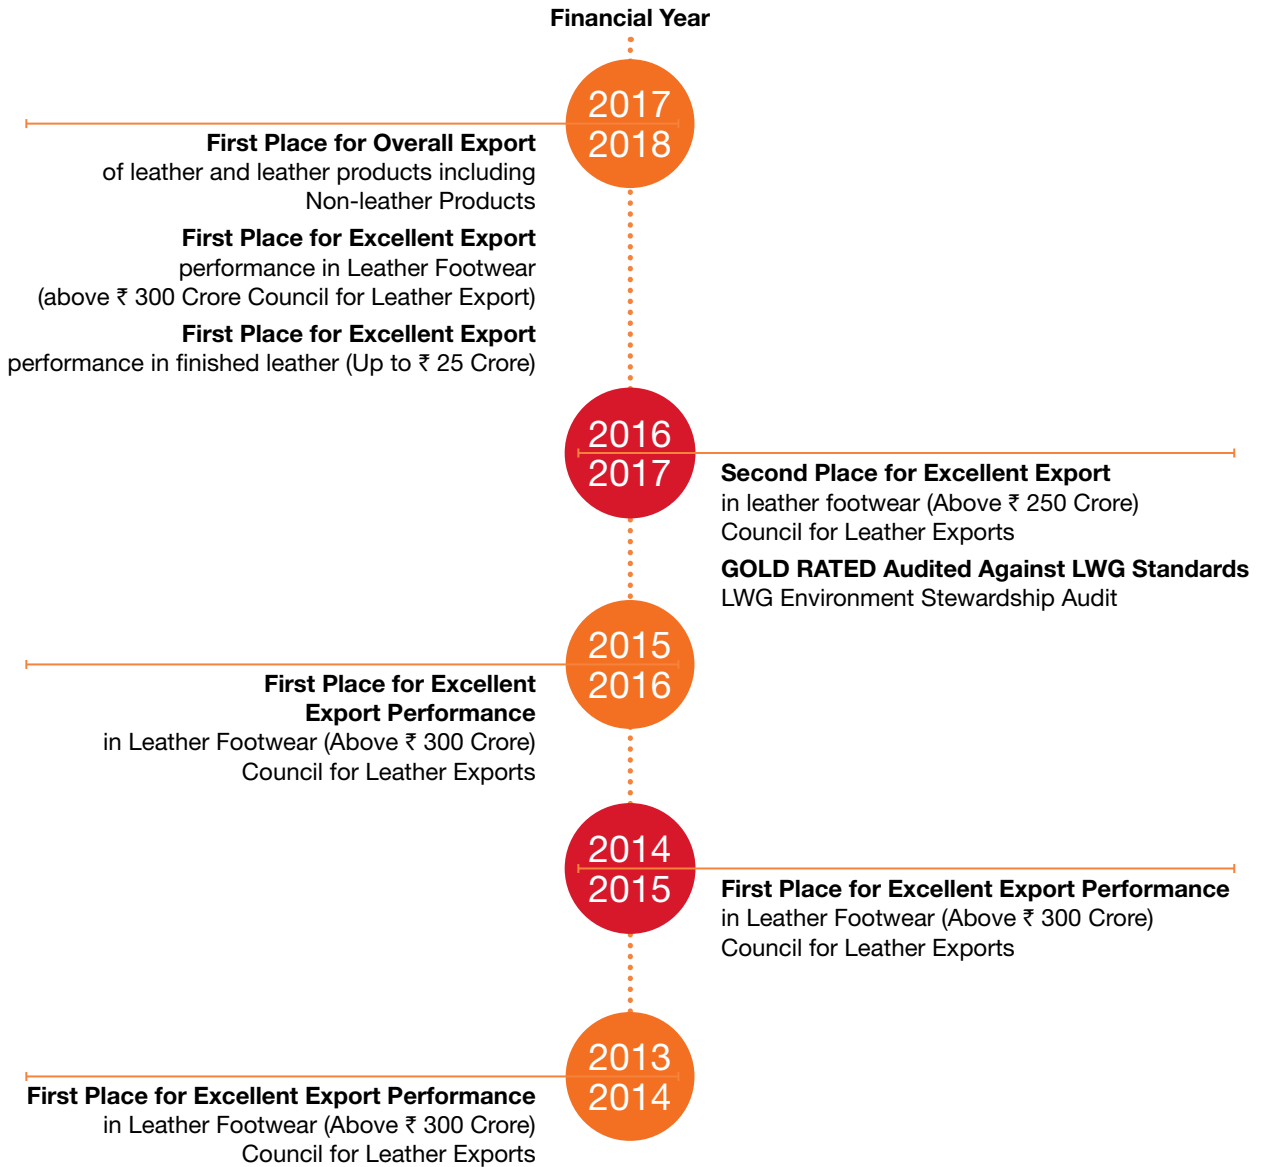 Financial Year
2017
2018
First Place for Overall Export
of leather and leather products including
Non-leather Products
First Place for Excellent Export
performance in Leather Footwear
(above ₹ 300 Crore Council for Leather Export)
First Place for Excellent Export
performance in finished leather (Up to ₹ 25 Crore)
2016
2017
Second Place for Excellent Export
in leather footwear (Above ₹ 250 Crore)
Council for Leather Exports
GOLD RATED Audited Against LWG Standards
LWG Environment Stewardship Audit
2015
2016
First Place for Excellent
Export Performance
in Leather Footwear (Above ₹ 300 Crore)
Council for Leather Exports
2014
2015
First Place for Excellent Export Performance
in Leather Footwear (Above ₹ 300 Crore)
Council for Leather Exports
2013
2014
First Place for Excellent Export Performance
in Leather Footwear (Above ₹ 300 Crore)
Council for Leather Exports